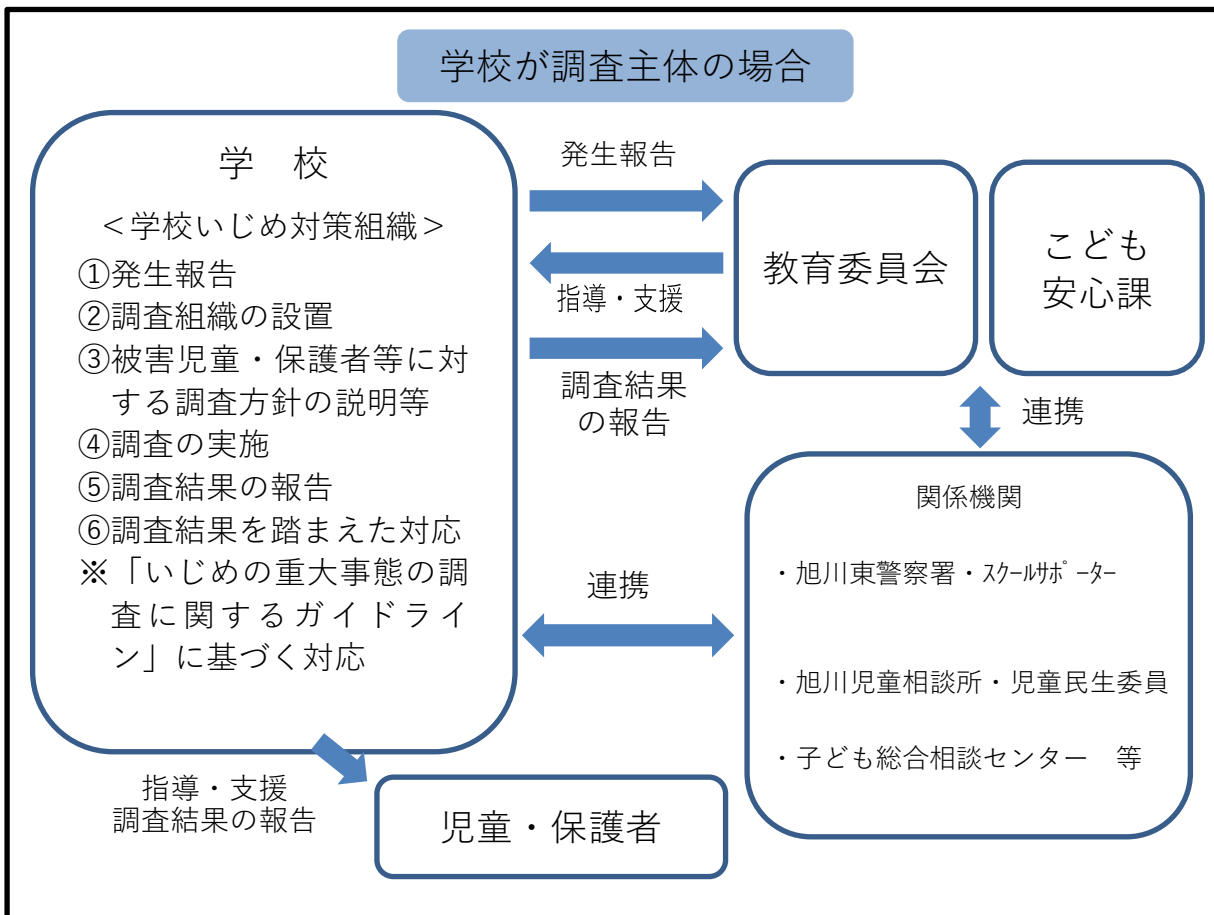 学校が調査主体の場合
学　校
＜学校いじめ対策組織＞
①発生報告
②調査組織の設置
③被害児童・保護者等に対
する調査方針の説明等
④調査の実施
⑤調査結果の報告
⑥調査結果を踏まえた対応
※「いじめの重大事態の調
査に関するガイドライ
ン」に基づく対応
発生報告
指導・支援
調査結果
の報告
教育委員会
こども
安心課
連携
関係機関
・旭川東警察署・ｽｸｰﾙｻﾎﾟｰﾀｰ
・旭川児童相談所・児童民生委員
・子ども総合相談センター　等
連携
指導・支援
調査結果の報告
児童・保護者